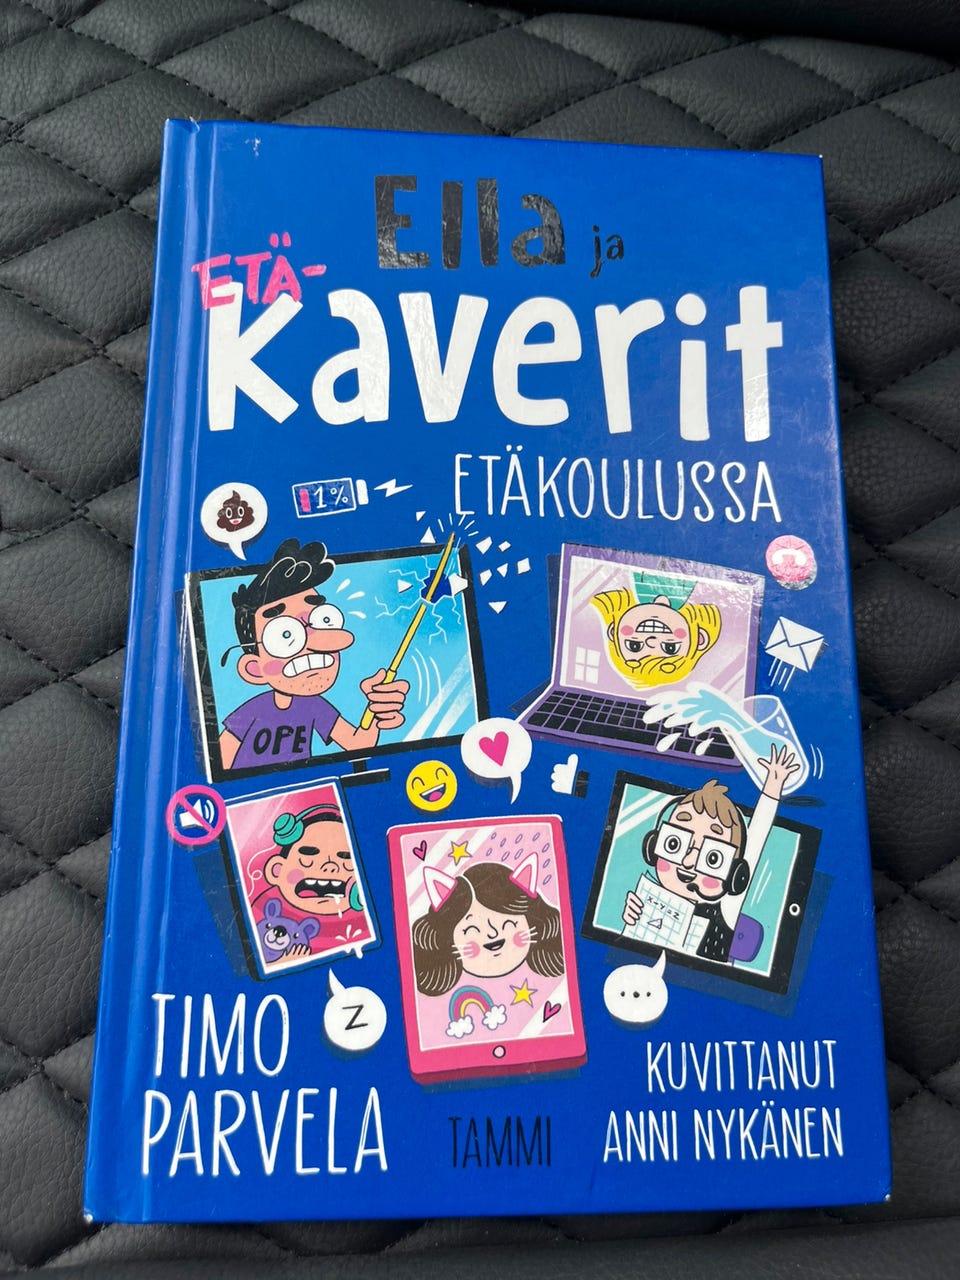 Ella ja
ETÄ-
kaverit
ETÄKOULUSSA
1%
OPE
x+y=z
Z
...
TIMO
PARVELA
TAMMI
KUVITTANUT
ANNI NYKÄNEN